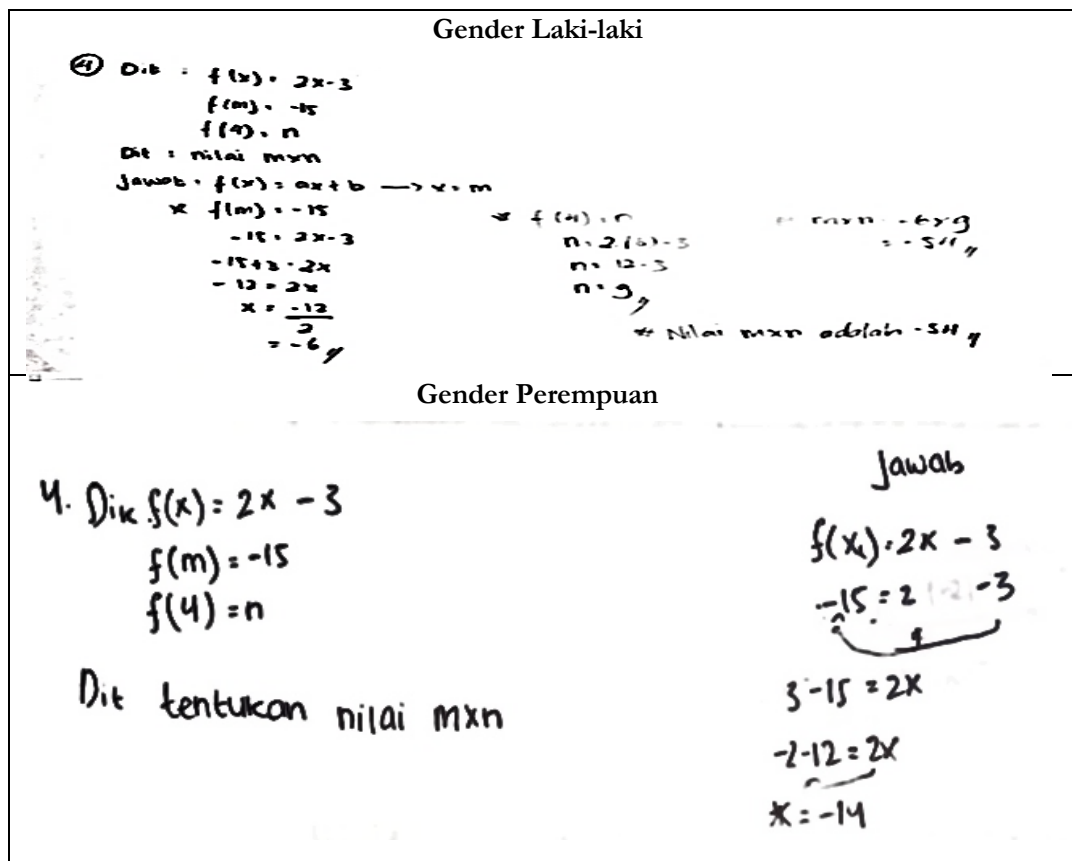 Gender Laki-laki
④ Dit : f(x) = 2x-3
f(m) = -15
f(4) = n
Dit : nilai mxn
Jawab : f(x) = ax + b → x = m
* f(m) = -15
-15 = 2x-3
-15+3 = 2x
-12 = 2x
x = -12
2
= -6 //
* f(4) = n
n = 2.(6)-3
n = 12-3
n = 9 //
mxn = -6x9
= -54 //
* Nilai mxn adalah -54 //
Gender Perempuan
4. Dik f(x) = 2x - 3
f(m) = -15
f(4) = n
Dit tentukan nilai mxn
Jawab
f(x) = 2x - 3
-15 = 2 -3
3-15 = 2x
-2-12 = 2x
x = -14